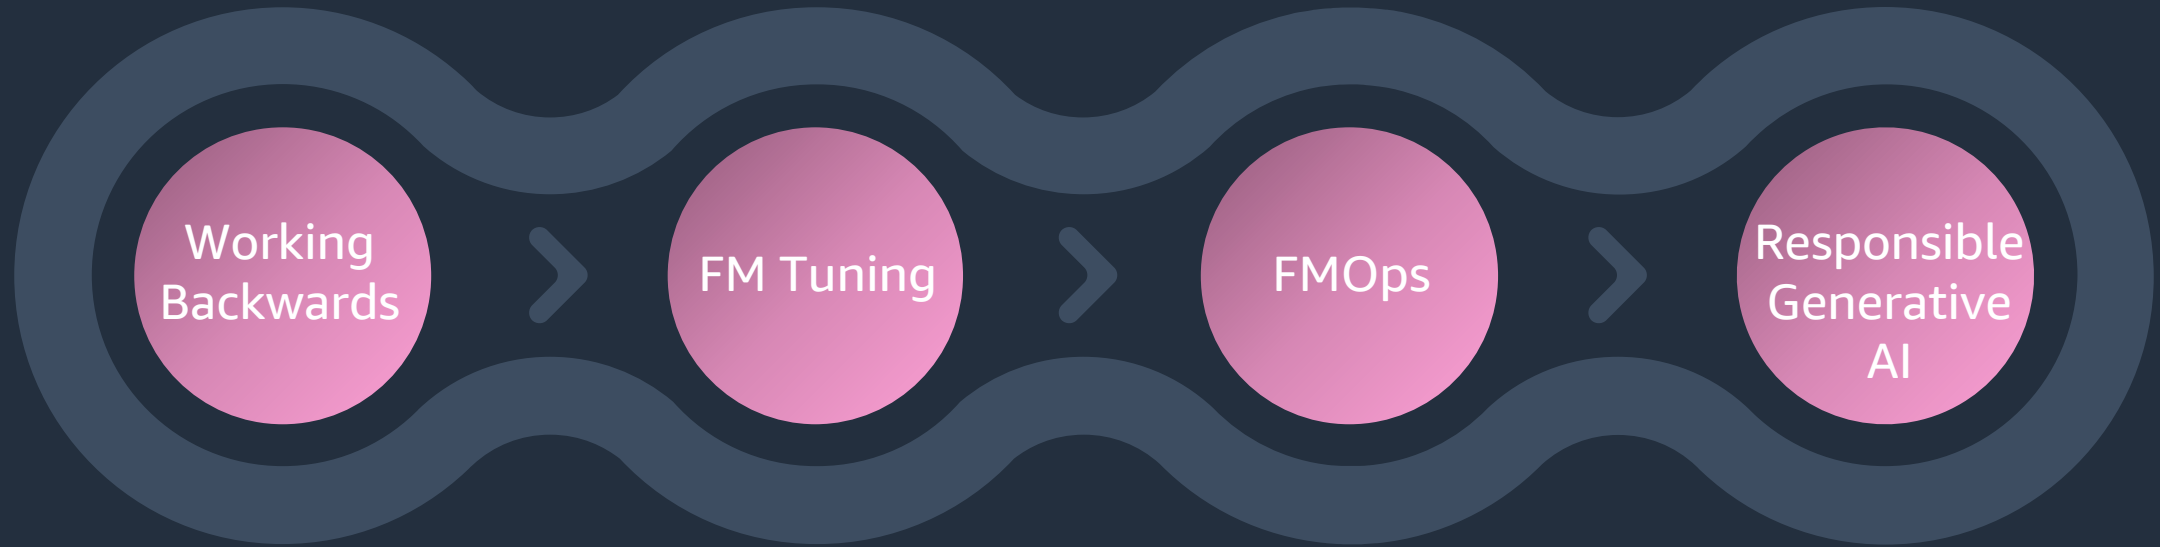 Working
Backwards
FM Tuning
FMOps
Responsible
Generative
AI